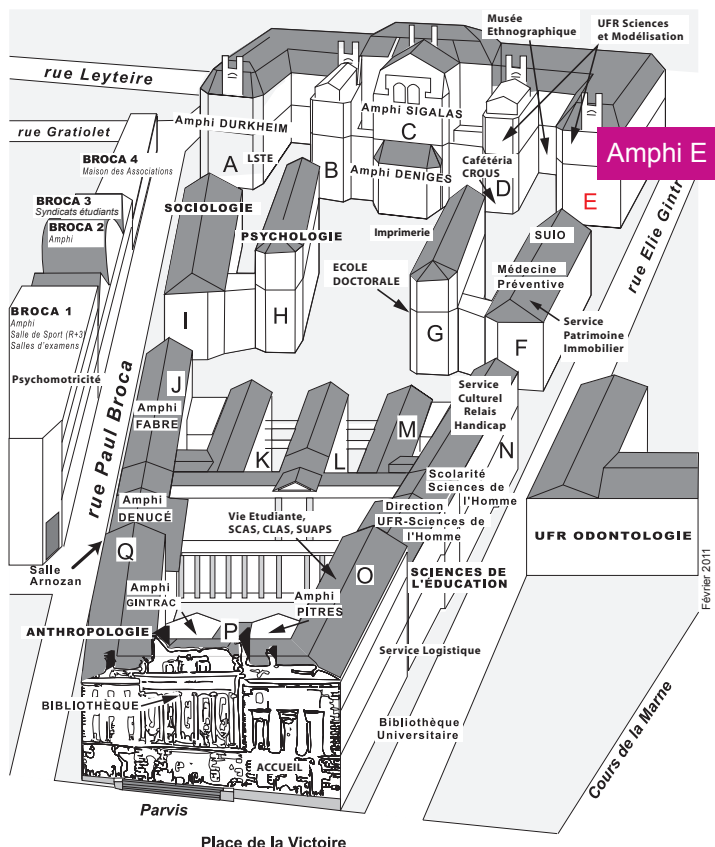 Musée
Ethnographique
UFR Sciences
et Modélisation
rue Leyteire
Amphi SIGALAS
Amphi DURKHEIM
rue Gratiolet
C
Amphi E
BROCA 4
Maison des Associations
LSTE
A
B
Amphi DENIGES
Cafétéria
CROUS
D
E
rue Elie Gintr
BROCA 3
Syndicats étudiants
BROCA 2
Amphi
SOCIOLOGIE
PSYCHOLOGIE
Imprimerie
SUIO
ECOLE
DOCTORALE
Médecine
Préventive
BROCA 1
Amphi
Salle de Sport (R+3)
Salles d'examens
Psychomotricité
I
H
G
F
Service
Patrimoine
Immobilier
rue Paul Broca
J
Amphi
FABRE
Service
Culturel
Relais
Handicap
K
L
M
N
Scolarité
Sciences de
l'Homme
Amphi
DENUCÉ
Vie Etudiante,
SCAS, CLAS, SUAPS
Direction
UFR-Sciences de
l'Homme
UFR ODONTOLOGIE
Salle
Arnozan
Q
O
SCIENCES DE
L'ÉDUCATION
Février 2011
Amphi
GINTRAC
Amphi
PITRES
ANTHROPOLOGIE
P
Service Logistique
BIBLIOTHÈQUE
Bibliothèque
Universitaire
ACCUEIL
Cours de la Marne
Parvis
Place de la Victoire